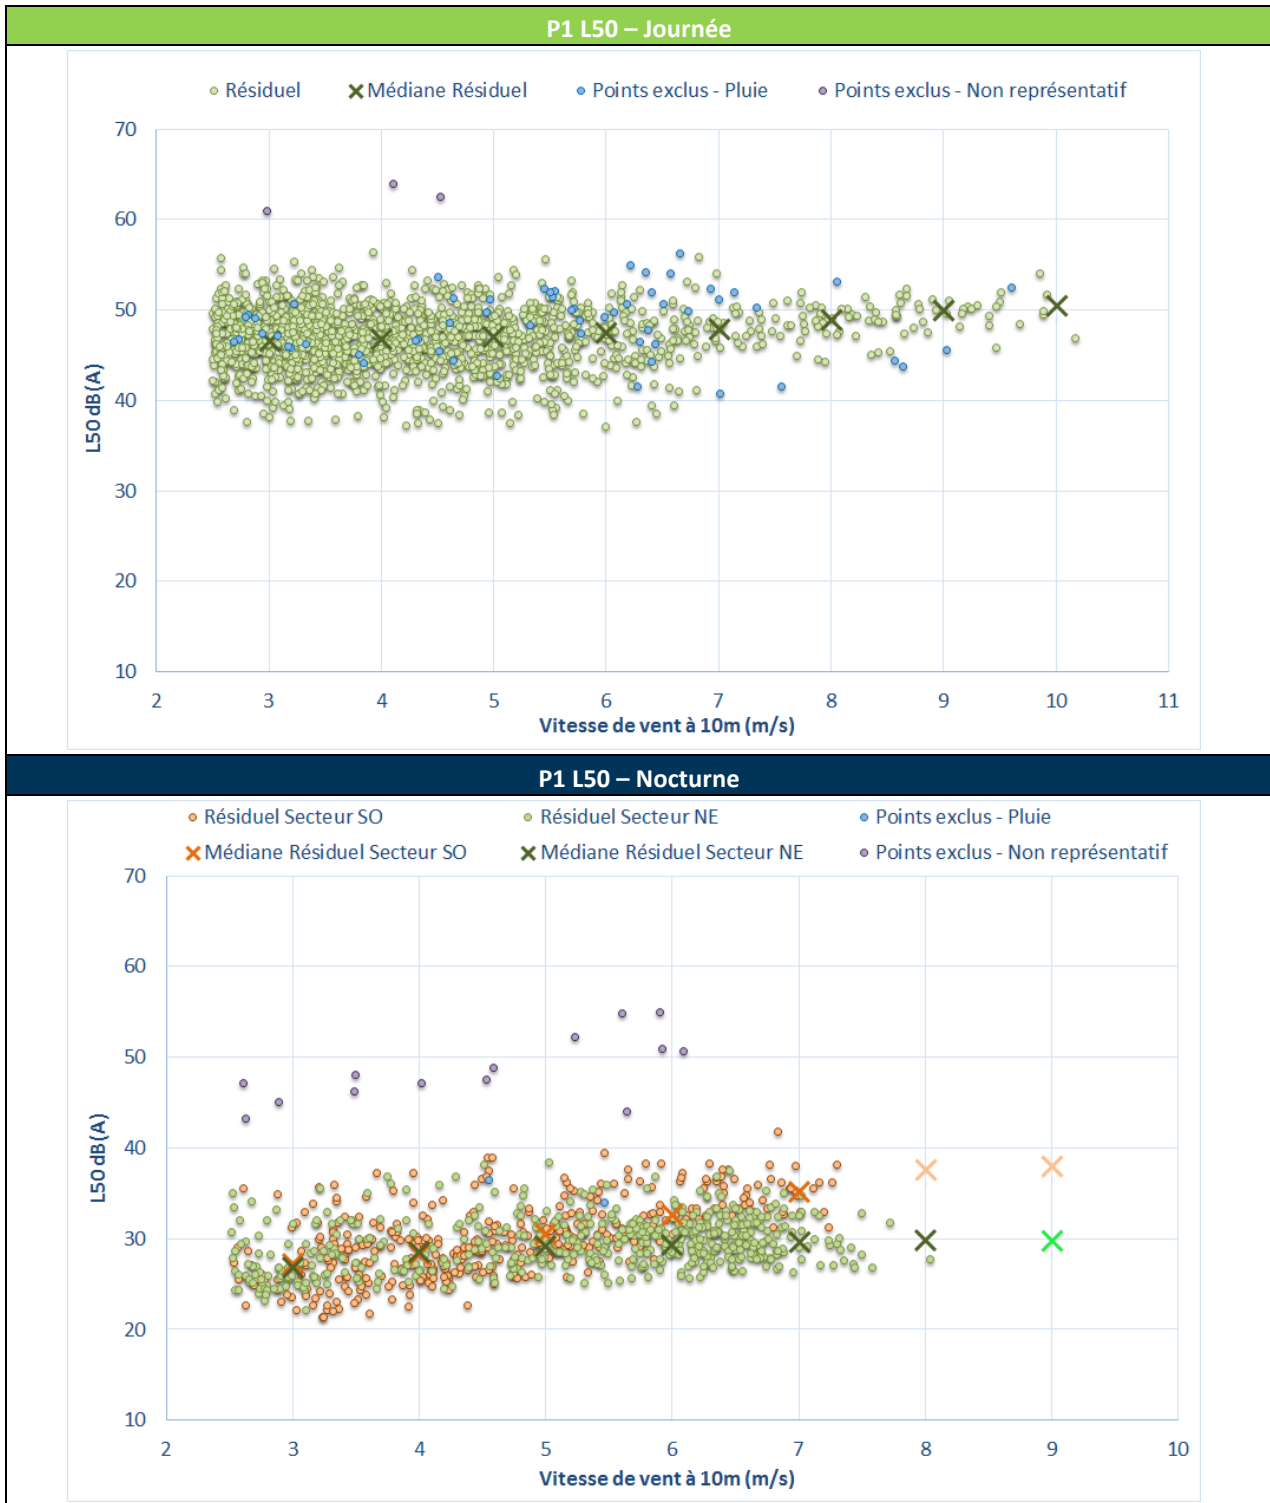 P1 L50 – Journée
Résiduel
Médiane Résiduel
Points exclus - Pluie
Points exclus - Non représentatif
70
60
50
40
30
20
10
L50 dB(A)
2 3 4 5 6 7 8 9 10 11
Vitesse de vent à 10m (m/s)
P1 L50 – Nocturne
Résiduel Secteur SO
Résiduel Secteur NE
Points exclus - Pluie
Médiane Résiduel Secteur SO
Médiane Résiduel Secteur NE
Points exclus - Non représentatif
70
60
50
40
30
20
10
L50 dB(A)
2 3 4 5 6 7 8 9 10
Vitesse de vent à 10m (m/s)